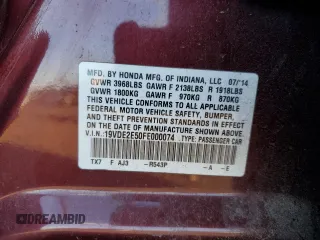 MFD. BY HONDA MFG. OF INDIANA, LLC 07/'14
GVWR 3968LBS GAWR F 2138LBS R 1918LBS
GVWR 1800KG GAWR F 970KG R 870KG
THIS VEHICLE CONFORMS TO ALL APPLICABLE
FEDERAL MOTOR VEHICLE SAFETY, BUMPER,
AND THEFT PREVENTION STANDARDS IN EFFECT
ON THE DATE OF MANUFACTURE SHOWN ABOVE.
V.I.N.:19VDE2E50FE000074 TYPE: PASSENGER CAR
TX7 F AJ3 -R543P -A -E